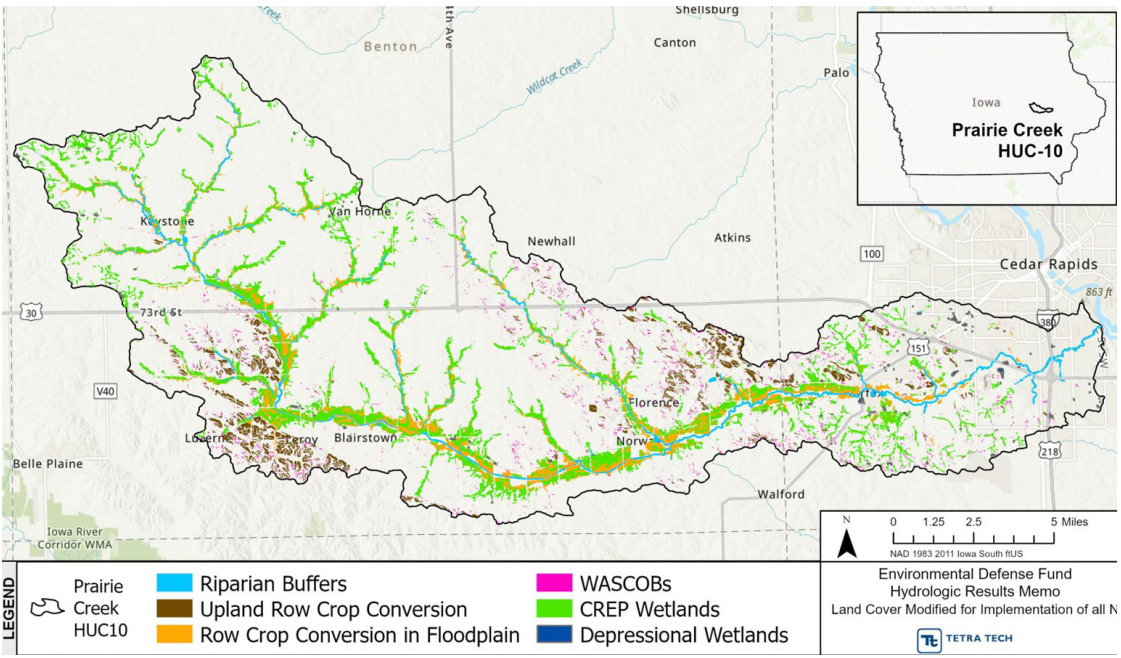 Shellsburg
Creek
Benton
Canton
Wildcat Creek
Palo
Iowa
Prairie Creek
HUC-10
Keystone
Van Horne
Newhall
Atkins
100
Cedar Rapids
863 ft
30
73rd St
380
151
V40
Florence
Luzerne
Blairstown
218
Belle Plaine
Walford
Iowa River
Corridor WMA
N
0 1.25 2.5 5 Miles
NAD 1983 2011 Iowa South ftUS
LEGEND
Prairie
Creek
HUC10
Riparian Buffers
Upland Row Crop Conversion
Row Crop Conversion in Floodplain
WASCOBs
CREP Wetlands
Depressional Wetlands
Environmental Defense Fund
Hydrologic Results Memo
Land Cover Modified for Implementation of all N
Tt TETRA TECH